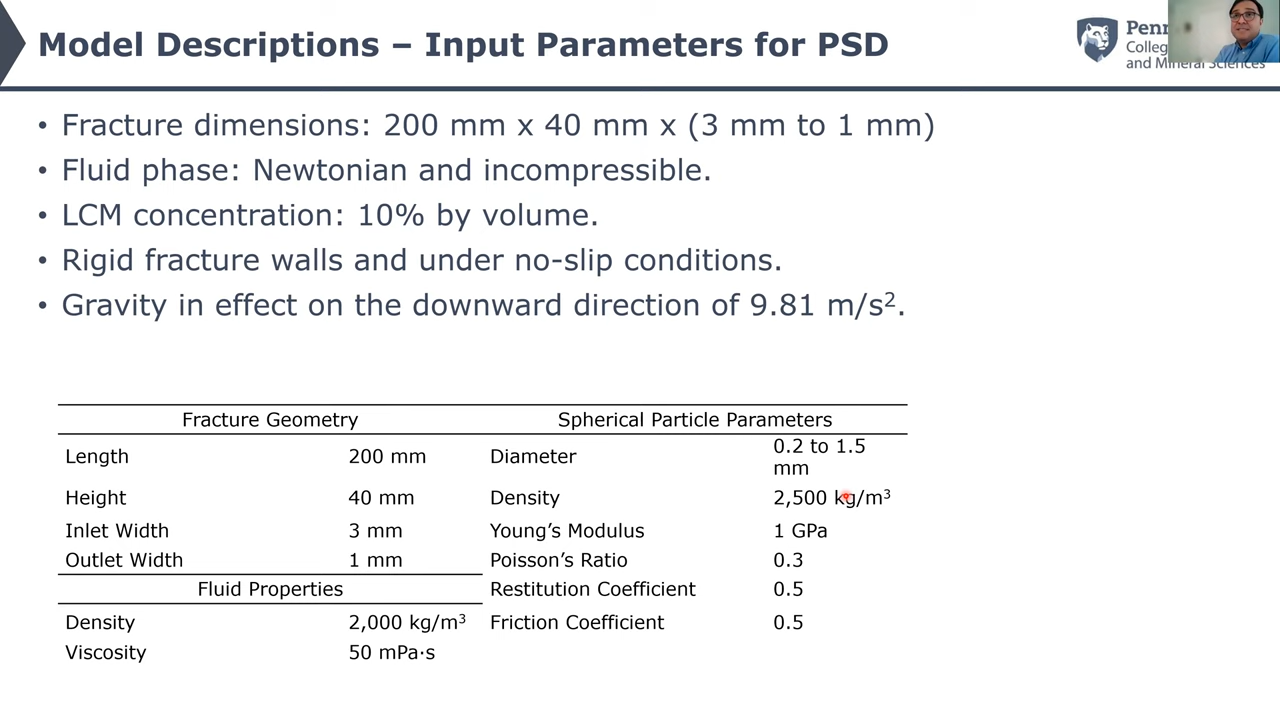 Model Descriptions – Input Parameters for PSD
and Mineral Sciences
• Fracture dimensions: 200 mm x 40 mm x (3 mm to 1 mm)
• Fluid phase: Newtonian and incompressible.
• LCM concentration: 10% by volume.
• Rigid fracture walls and under no-slip conditions.
• Gravity in effect on the downward direction of 9.81 m/s².
Fracture Geometry Spherical Particle Parameters
Length 200 mm Diameter 0.2 to 1.5
mm
Height 40 mm Density 2,500 kg/m³
Inlet Width 3 mm Young's Modulus 1 GPa
Outlet Width 1 mm Poisson's Ratio 0.3
Fluid Properties Restitution Coefficient 0.5
Density 2,000 kg/m³ Friction Coefficient 0.5
Viscosity 50 mPa·s